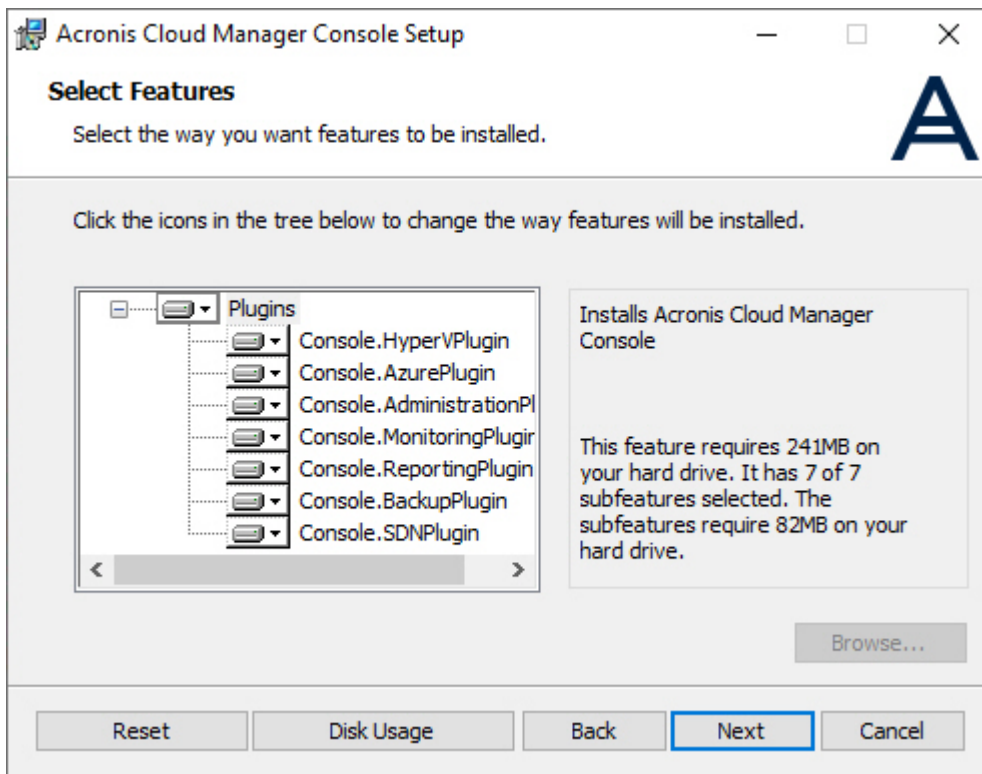 Acronis Cloud Manager Console Setup
Select Features
Select the way you want features to be installed.
Click the icons in the tree below to change the way features will be installed.
Plugins
Console.HyperVPlugin
Console.AzurePlugin
Console.AdministrationPl
Console.MonitoringPlugin
Console.ReportingPlugin
Console.BackupPlugin
Console.SDNPlugin
Installs Acronis Cloud Manager
Console
This feature requires 241MB on
your hard drive. It has 7 of 7
subfeatures selected. The
subfeatures require 82MB on your
hard drive.
Browse...
Reset
Disk Usage
Back
Next
Cancel